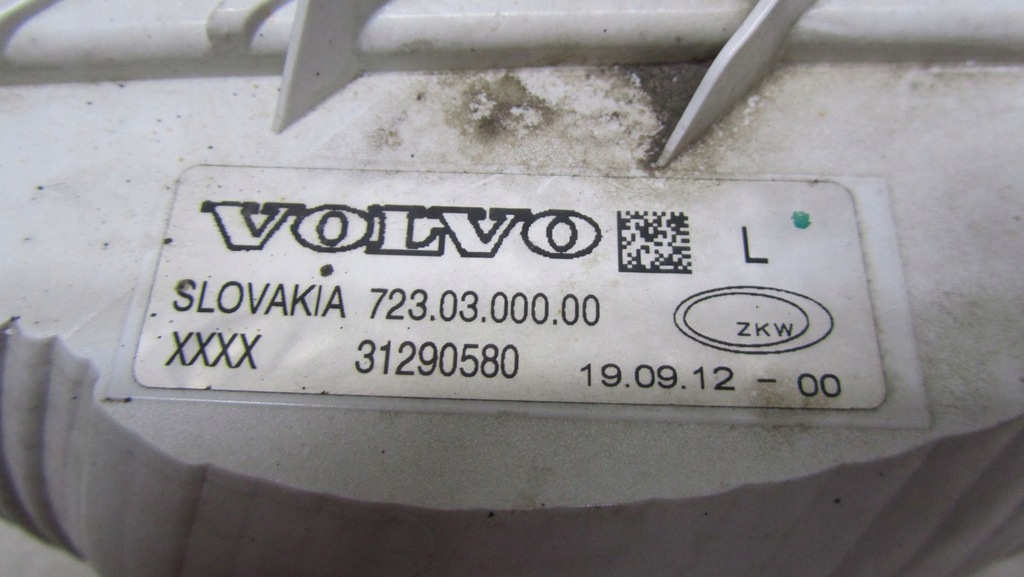 VOLVO L
SLOVAKIA 723.03.000.00
ZKW
XXXX 31290580 19.09.12 - 00